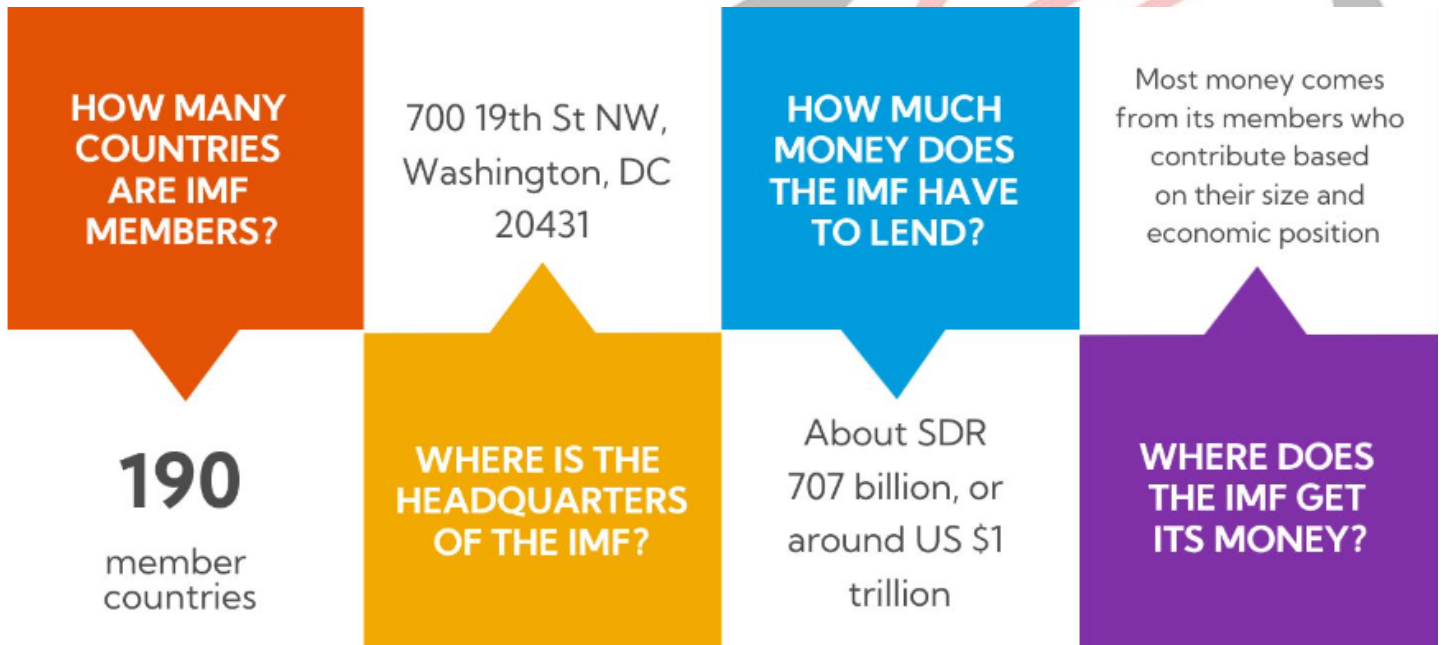 HOW MANY
COUNTRIES
ARE IMF
MEMBERS?
190
member
countries
700 19th St NW,
Washington, DC
20431
WHERE IS THE
HEADQUARTERS
OF THE IMF?
HOW MUCH
MONEY DOES
THE IMF HAVE
TO LEND?
About SDR
707 billion, or
around US $1
trillion
Most money comes
from its members who
contribute based
on their size and
economic position
WHERE DOES
THE IMF GET
ITS MONEY?